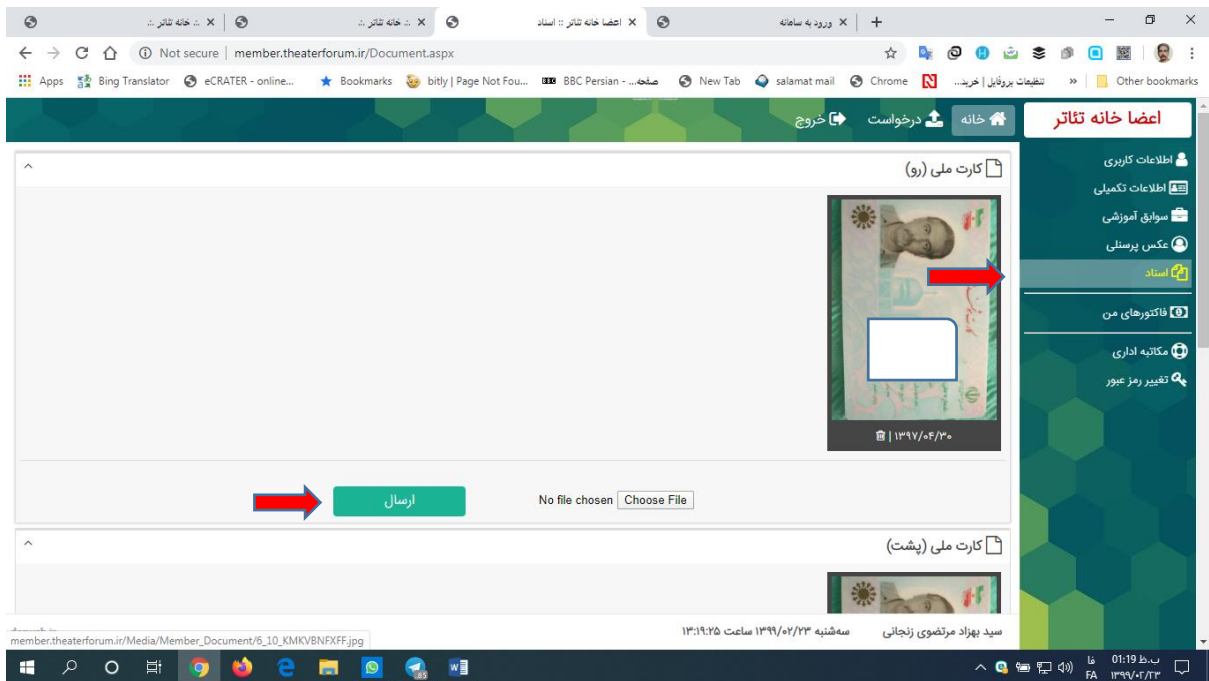 .:. خانه تئاتر .:.
.:. خانه تئاتر .:.
اعضا خانه تئاتر :: اسناد
ورود به سامانه
Not secure | member.theaterforum.ir/Document.aspx
Apps
Bing Translator
eCRATER - online...
Bookmarks
bitly | Page Not Fou...
BBC Persian - صفحه...
New Tab
salamat mail
Chrome
تنظیمات پروفایل | خرید...
»
Other bookmarks
اعضا خانه تئاتر
خانه
درخواست
خروج
اطلاعات کاربری
اطلاعات تکمیلی
سوابق آموزشی
عکس پرسنلی
اسناد
فاکتورهای من
مکاتبه اداری
تغییر رمز عبور
کارت ملی (رو)
۱۳۹۷/۰۴/۳۰ |
No file chosen Choose File
ارسال
کارت ملی (پشت)
سید بهزاد مرتضوی زنجانی
سه‌شنبه ۱۳۹۹/۰۲/۲۳ ساعت ۱۳:۱۹:۲۵
member.theaterforum.ir/Media/Member_Document/6_10_KMKVBNFXFF.jpg
85
فا
FA
01:19 ب.ظ
۱۳۹۹/۰۲/۲۳